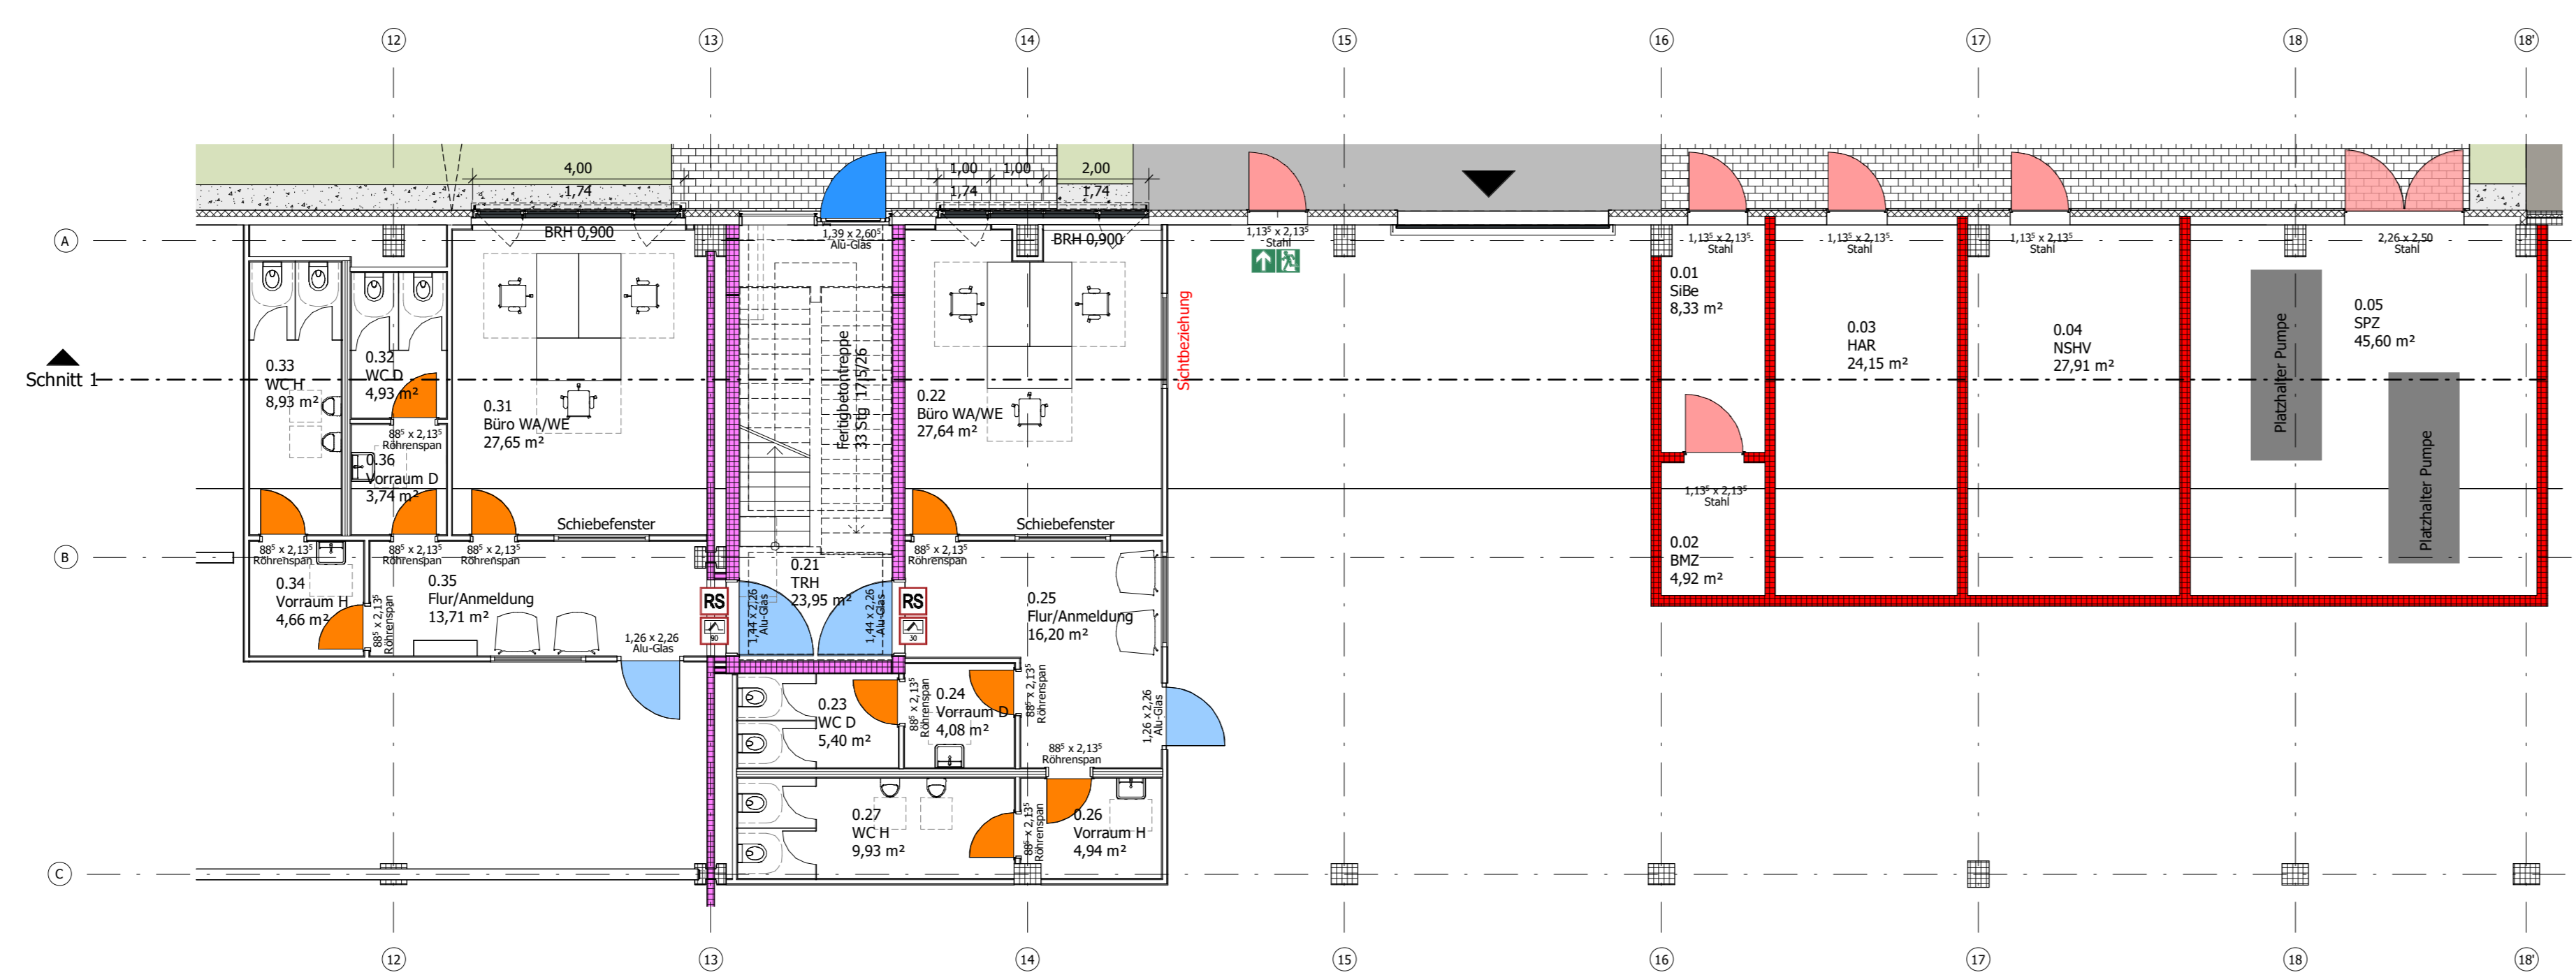 12
13
14
15
16
17
18
18'
4,00
1,74
1,00
1,00
2,00
1,74
1,74
A
BRH 0,900
1,39 x 2,60⁵
Alu-Glas
BRH 0,900
1,13⁵ x 2,13⁵
Stahl
1,13⁵ x 2,13⁵
Stahl
1,13⁵ x 2,13⁵
Stahl
1,13⁵ x 2,13⁵
Stahl
2,26 x 2,50
Stahl
0.01
SiBe
8,33 m²
0.03
HAR
24,15 m²
0.04
NSHV
27,91 m²
0.05
SPZ
45,60 m²
Platzhalter Pumpe
Platzhalter Pumpe
Sichtbeziehung
Fertigbetontreppe
33 Stg 17,5/26
Schnitt 1
0.33
WC H
8,93 m²
0.32
WC D
4,93 m²
88⁵ x 2,13⁵
Röhrenspan
0.36
Vorraum D
3,74 m²
0.31
Büro WA/WE
27,65 m²
0.22
Büro WA/WE
27,64 m²
Schiebefenster
Schiebefenster
1,13⁵ x 2,13⁵
Stahl
0.02
BMZ
4,92 m²
B
88⁵ x 2,13⁵
Röhrenspan
88⁵ x 2,13⁵
Röhrenspan
88⁵ x 2,13⁵
Röhrenspan
88⁵ x 2,13⁵
Röhrenspan
0.34
Vorraum H
4,66 m²
88⁵ x 2,13⁵
Röhrenspan
0.35
Flur/Anmeldung
13,71 m²
1,26 x 2,26
Alu-Glas
RS
90
1,44 x 2,26
Alu-Glas
0.21
TRH
23,95 m²
1,44 x 2,26
Alu-Glas
RS
30
0.25
Flur/Anmeldung
16,20 m²
0.23
WC D
5,40 m²
88⁵ x 2,13⁵
Röhrenspan
0.24
Vorraum D
4,08 m²
88⁵ x 2,13⁵
Röhrenspan
1,26 x 2,26
Alu-Glas
88⁵ x 2,13⁵
Röhrenspan
0.27
WC H
9,93 m²
88⁵ x 2,13⁵
Röhrenspan
0.26
Vorraum H
4,94 m²
C
12
13
14
15
16
17
18
18'